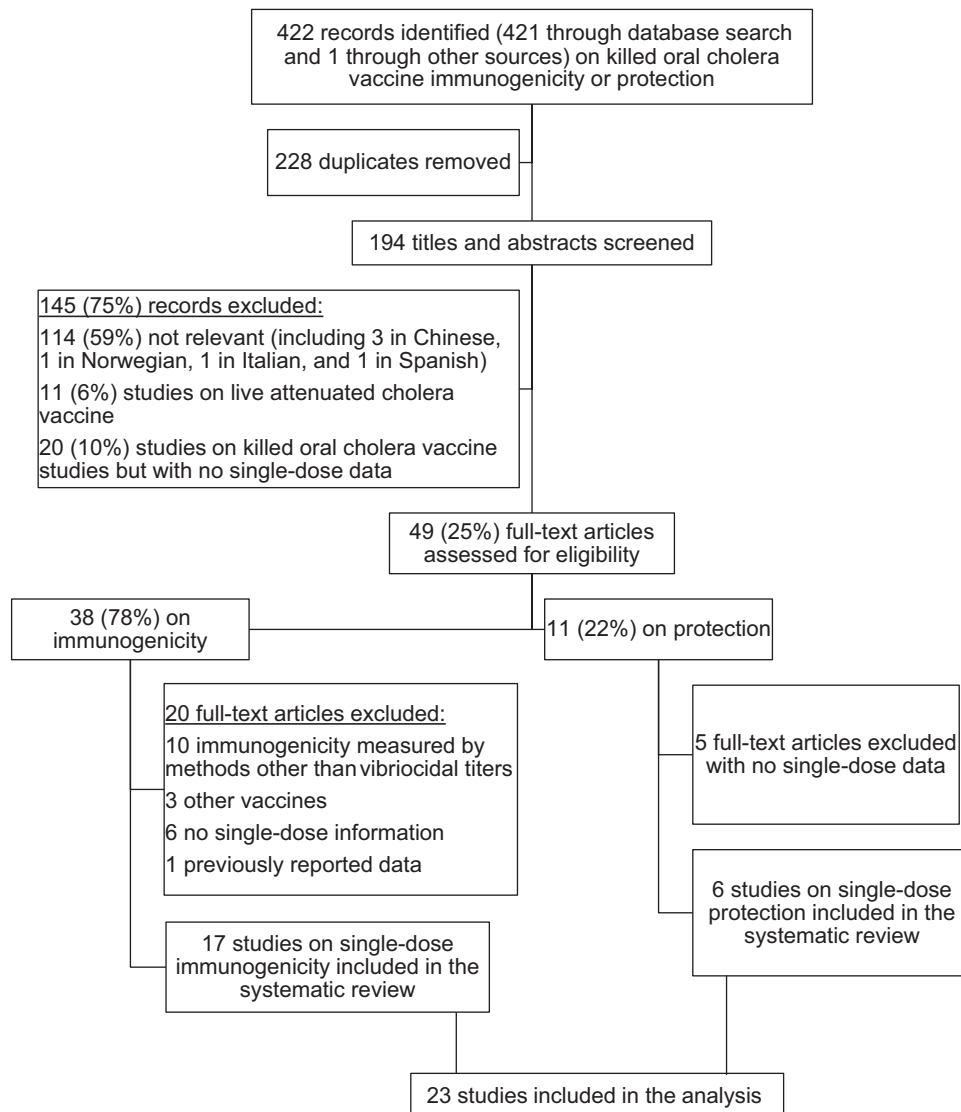 422 records identified (421 through database search
and 1 through other sources) on killed oral cholera
vaccine immunogenicity or protection
228 duplicates removed
194 titles and abstracts screened
145 (75%) records excluded:
114 (59%) not relevant (including 3 in Chinese,
1 in Norwegian, 1 in Italian, and 1 in Spanish)
11 (6%) studies on live attenuated cholera
vaccine
20 (10%) studies on killed oral cholera vaccine
studies but with no single-dose data
49 (25%) full-text articles
assessed for eligibility
38 (78%) on
immunogenicity
11 (22%) on protection
20 full-text articles excluded:
10 immunogenicity measured by
methods other than vibriocidal titers
3 other vaccines
6 no single-dose information
1 previously reported data
5 full-text articles excluded
with no single-dose data
17 studies on single-dose
immunogenicity included in the
systematic review
6 studies on single-dose
protection included in the
systematic review
23 studies included in the analysis